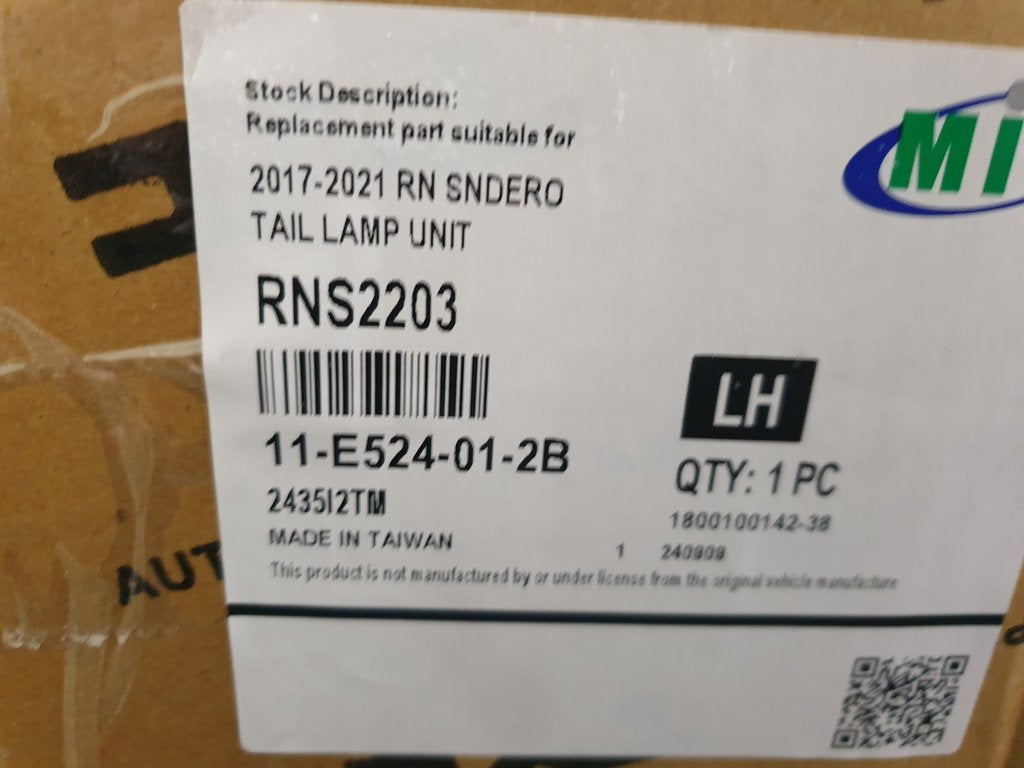 Stock Description:
Replacement part suitable for
2017-2021 RN SNDERO
TAIL LAMP UNIT
RNS2203
11-E524-01-2B
2435I2TM
MADE IN TAIWAN
MI
LH
QTY: 1 PC
1800100142-38
1 240909
This product is not manufactured by or under license from the original vehicle manufacture
AUT